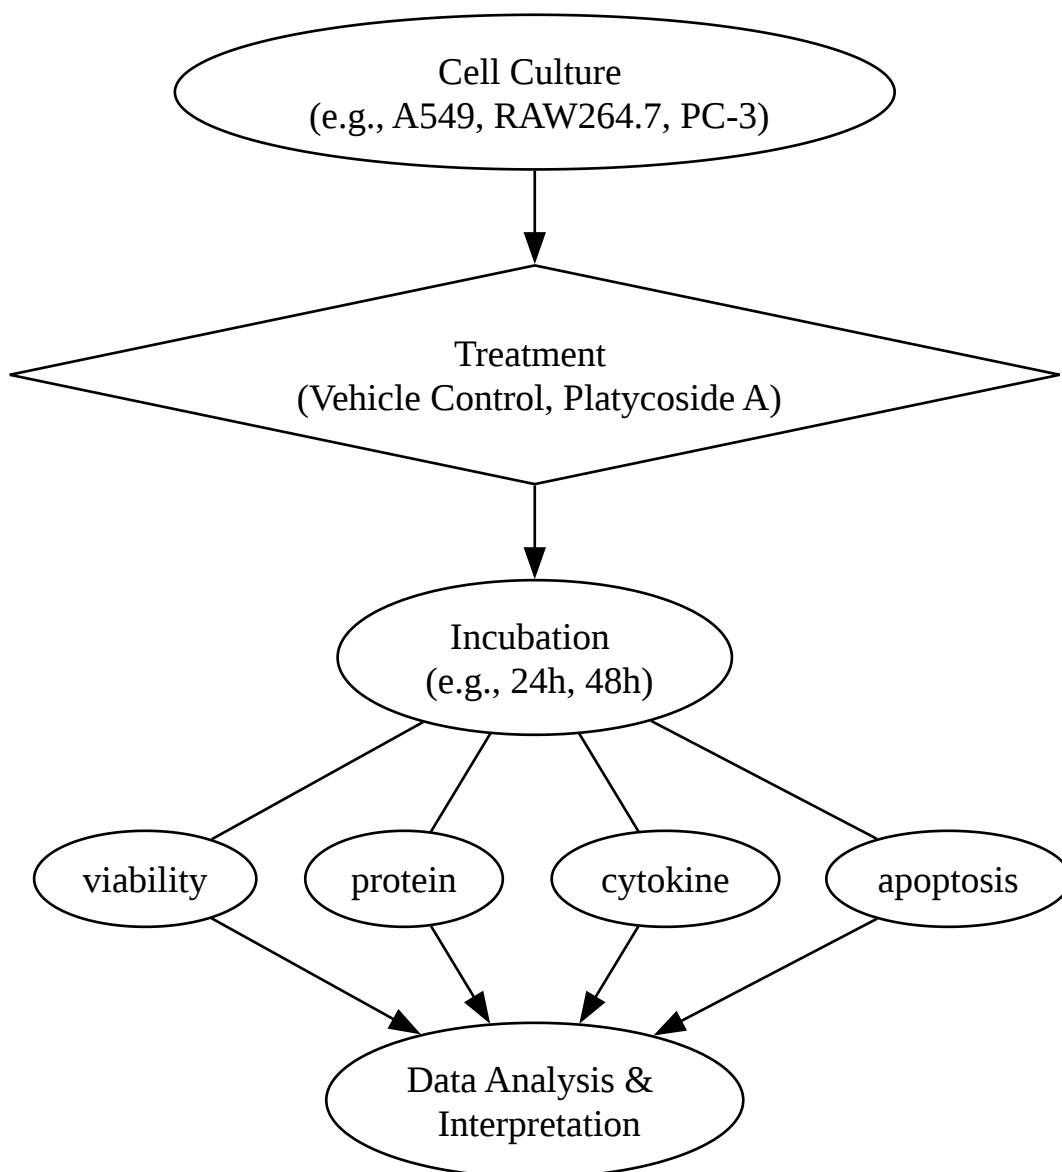 Cell Culture
(e.g., A549, RAW264.7, PC-3)
Treatment
(Vehicle Control, Platycoside A)
Incubation
(e.g., 24h, 48h)
viability
protein
cytokine
apoptosis
Data Analysis &
Interpretation